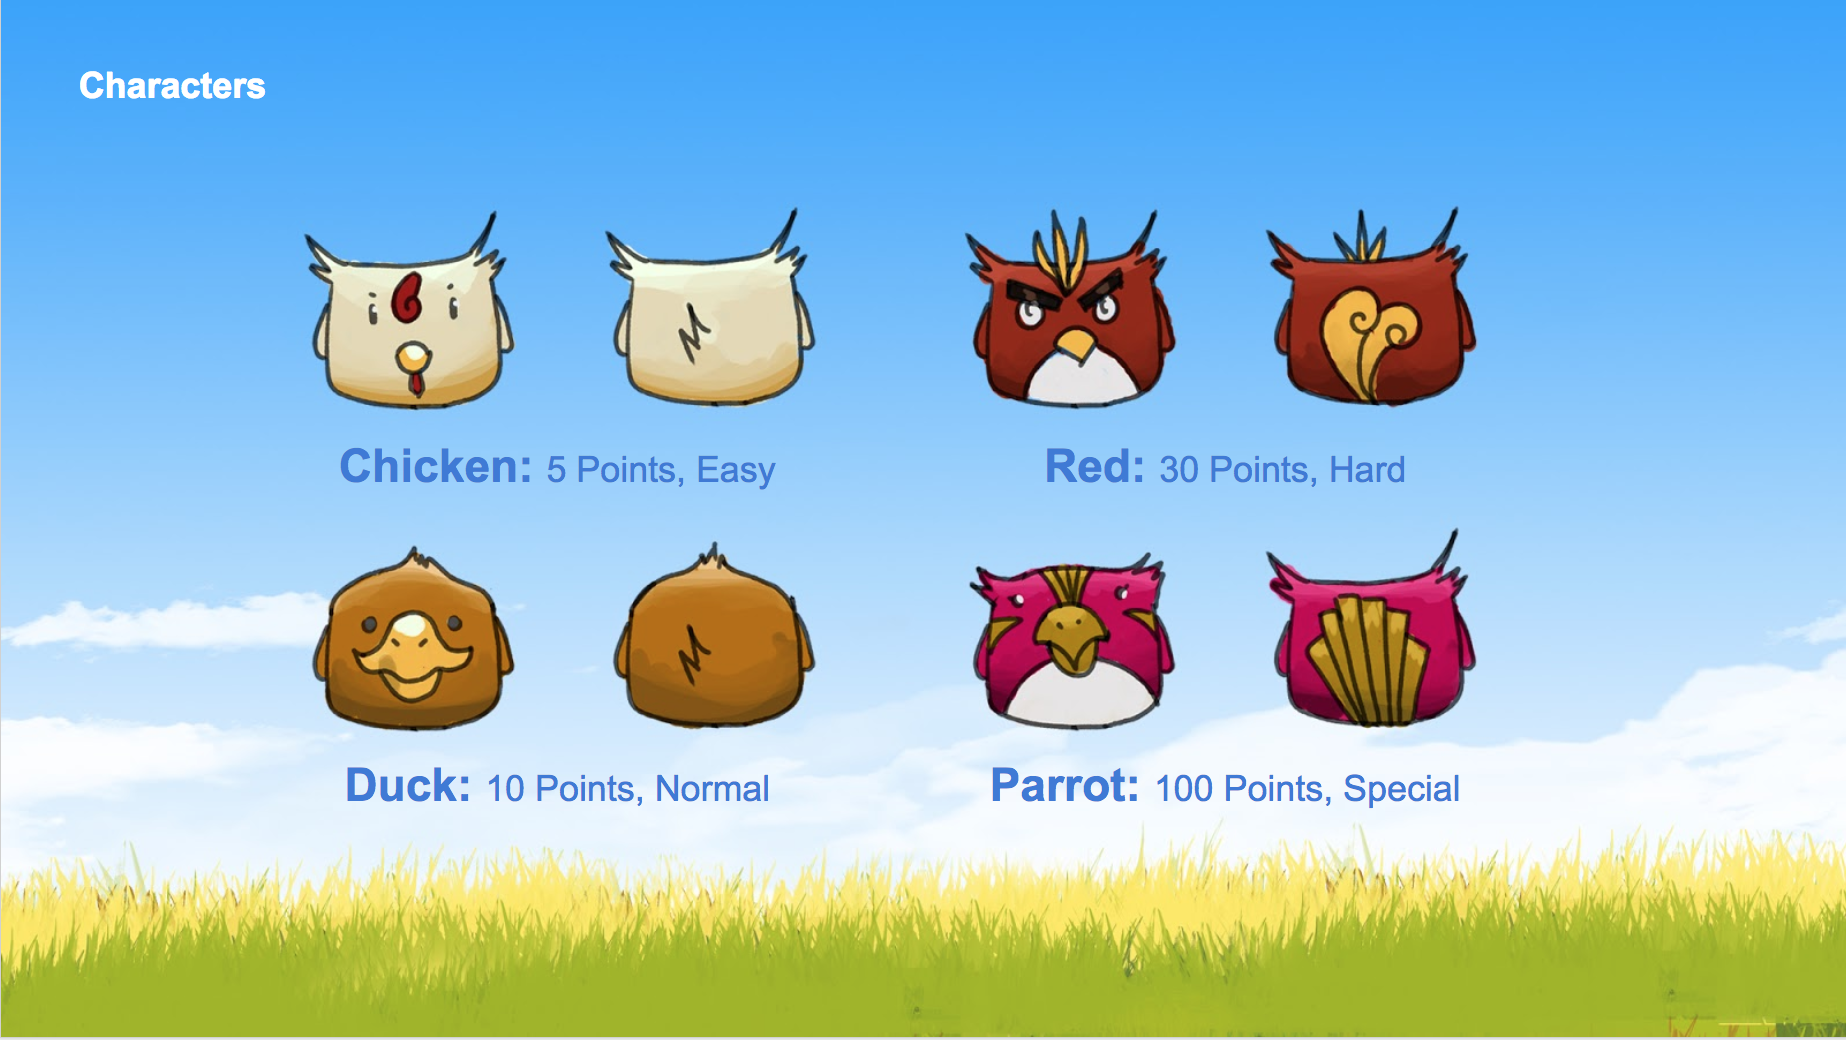 Characters
Chicken: 5 Points, Easy
Red: 30 Points, Hard
Duck: 10 Points, Normal
Parrot: 100 Points, Special